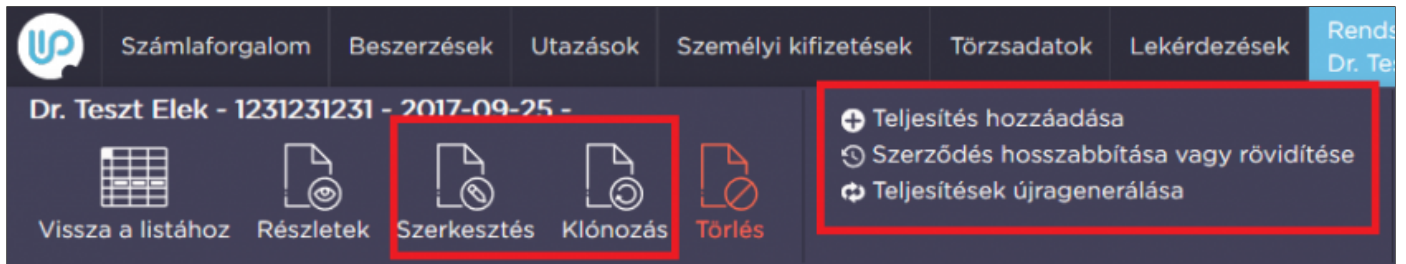 Számlaforgalom Beszerzések Utazások Személyi kifizetések Törzsadatok Lekérdezések
Dr. Teszt Elek - 1231231231 - 2017-09-25 -
Vissza a listához Részletek Szerkesztés Klónozás Törlés
Teljesítés hozzáadása
Szerződés hosszabbítása vagy rövidítése
Teljesítések újragenerálása